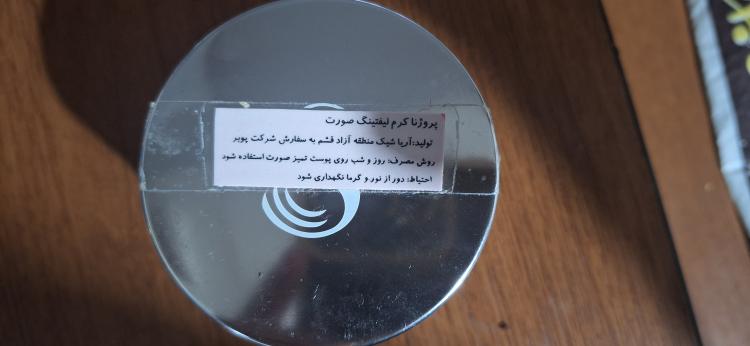 پروژنا کرم لیفتینگ صورت
تولید:آریا شیک منطقه آزاد قشم به سفارش شرکت پویر
روش مصرف: روز و شب روی پوست تمیز صورت استفاده شود
احتیاط: دور از نور و گرما نگهداری شود